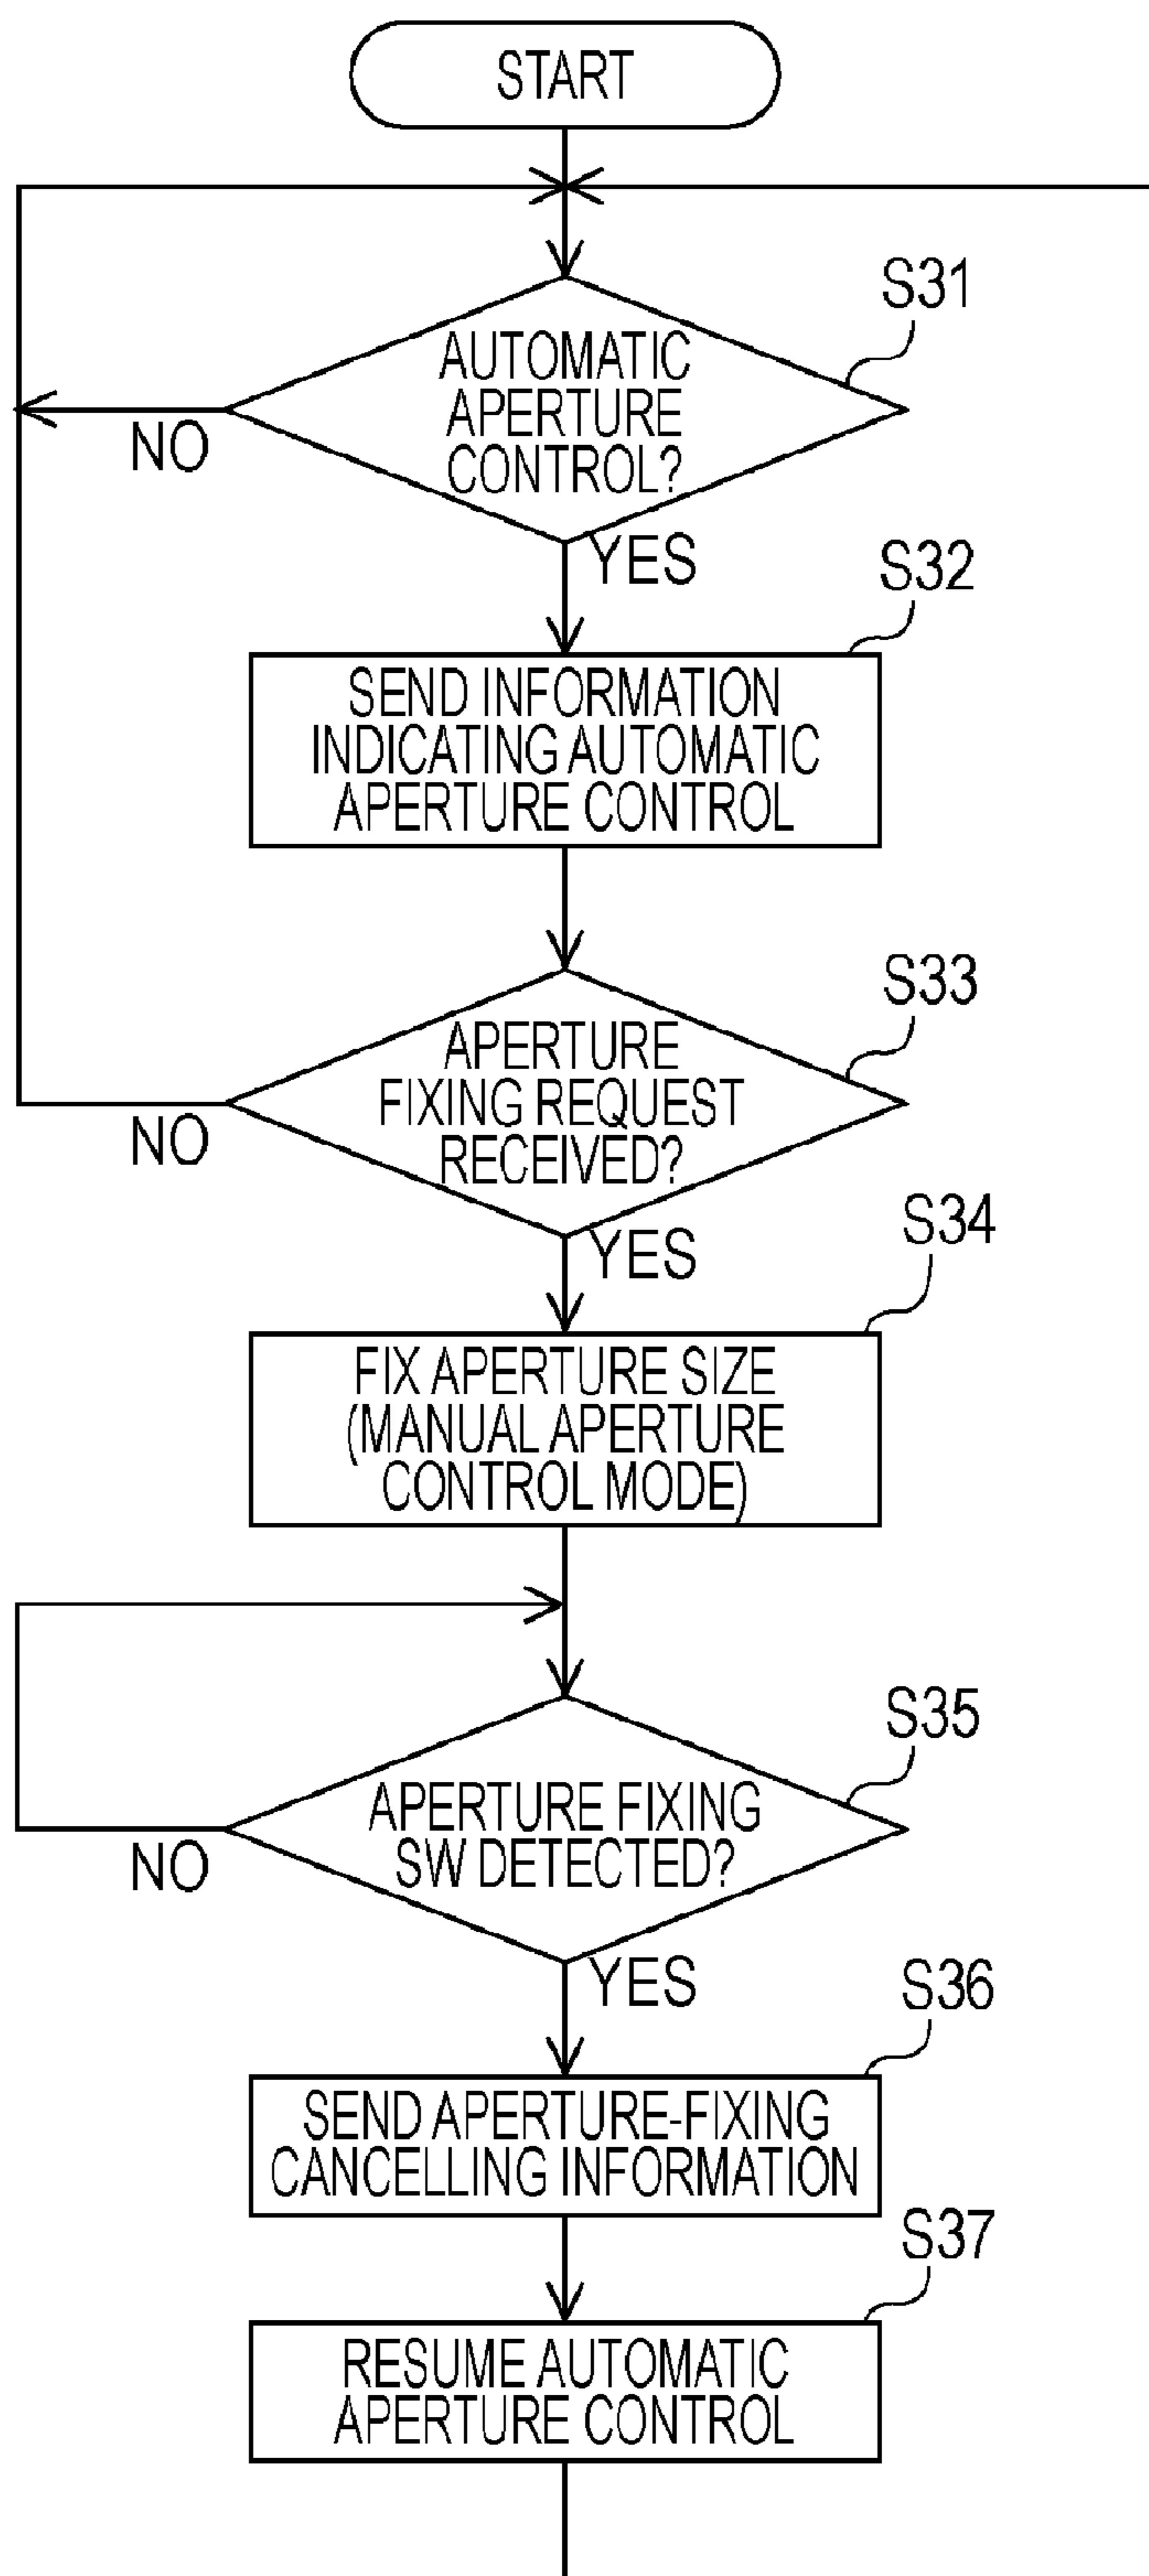 START
S31
AUTOMATIC
APERTURE
CONTROL?
NO
YES
S32
SEND INFORMATION
INDICATING AUTOMATIC
APERTURE CONTROL
S33
APERTURE
FIXING REQUEST
RECEIVED?
NO
YES
S34
FIX APERTURE SIZE
(MANUAL APERTURE
CONTROL MODE)
S35
APERTURE FIXING
SW DETECTED?
NO
YES
S36
SEND APERTURE-FIXING
CANCELLING INFORMATION
S37
RESUME AUTOMATIC
APERTURE CONTROL